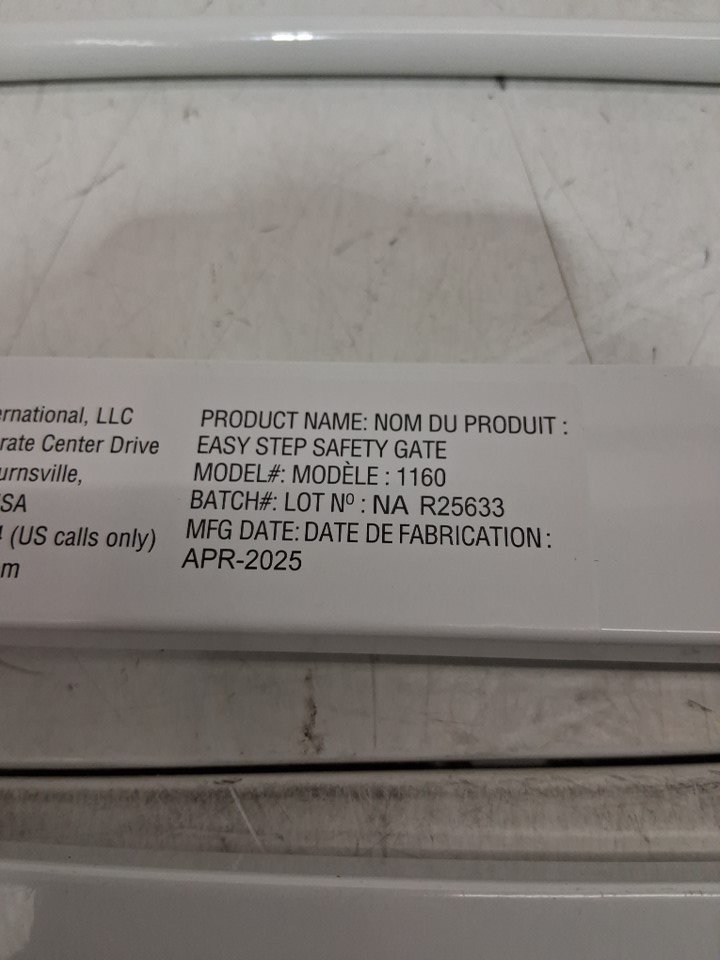 ernational, LLC
rate Center Drive
urnsville,
SA
(US calls only)
m
PRODUCT NAME: NOM DU PRODUIT :
EASY STEP SAFETY GATE
MODEL#: MODÈLE : 1160
BATCH#: LOT Nº : NA R25633
MFG DATE: DATE DE FABRICATION :
APR-2025